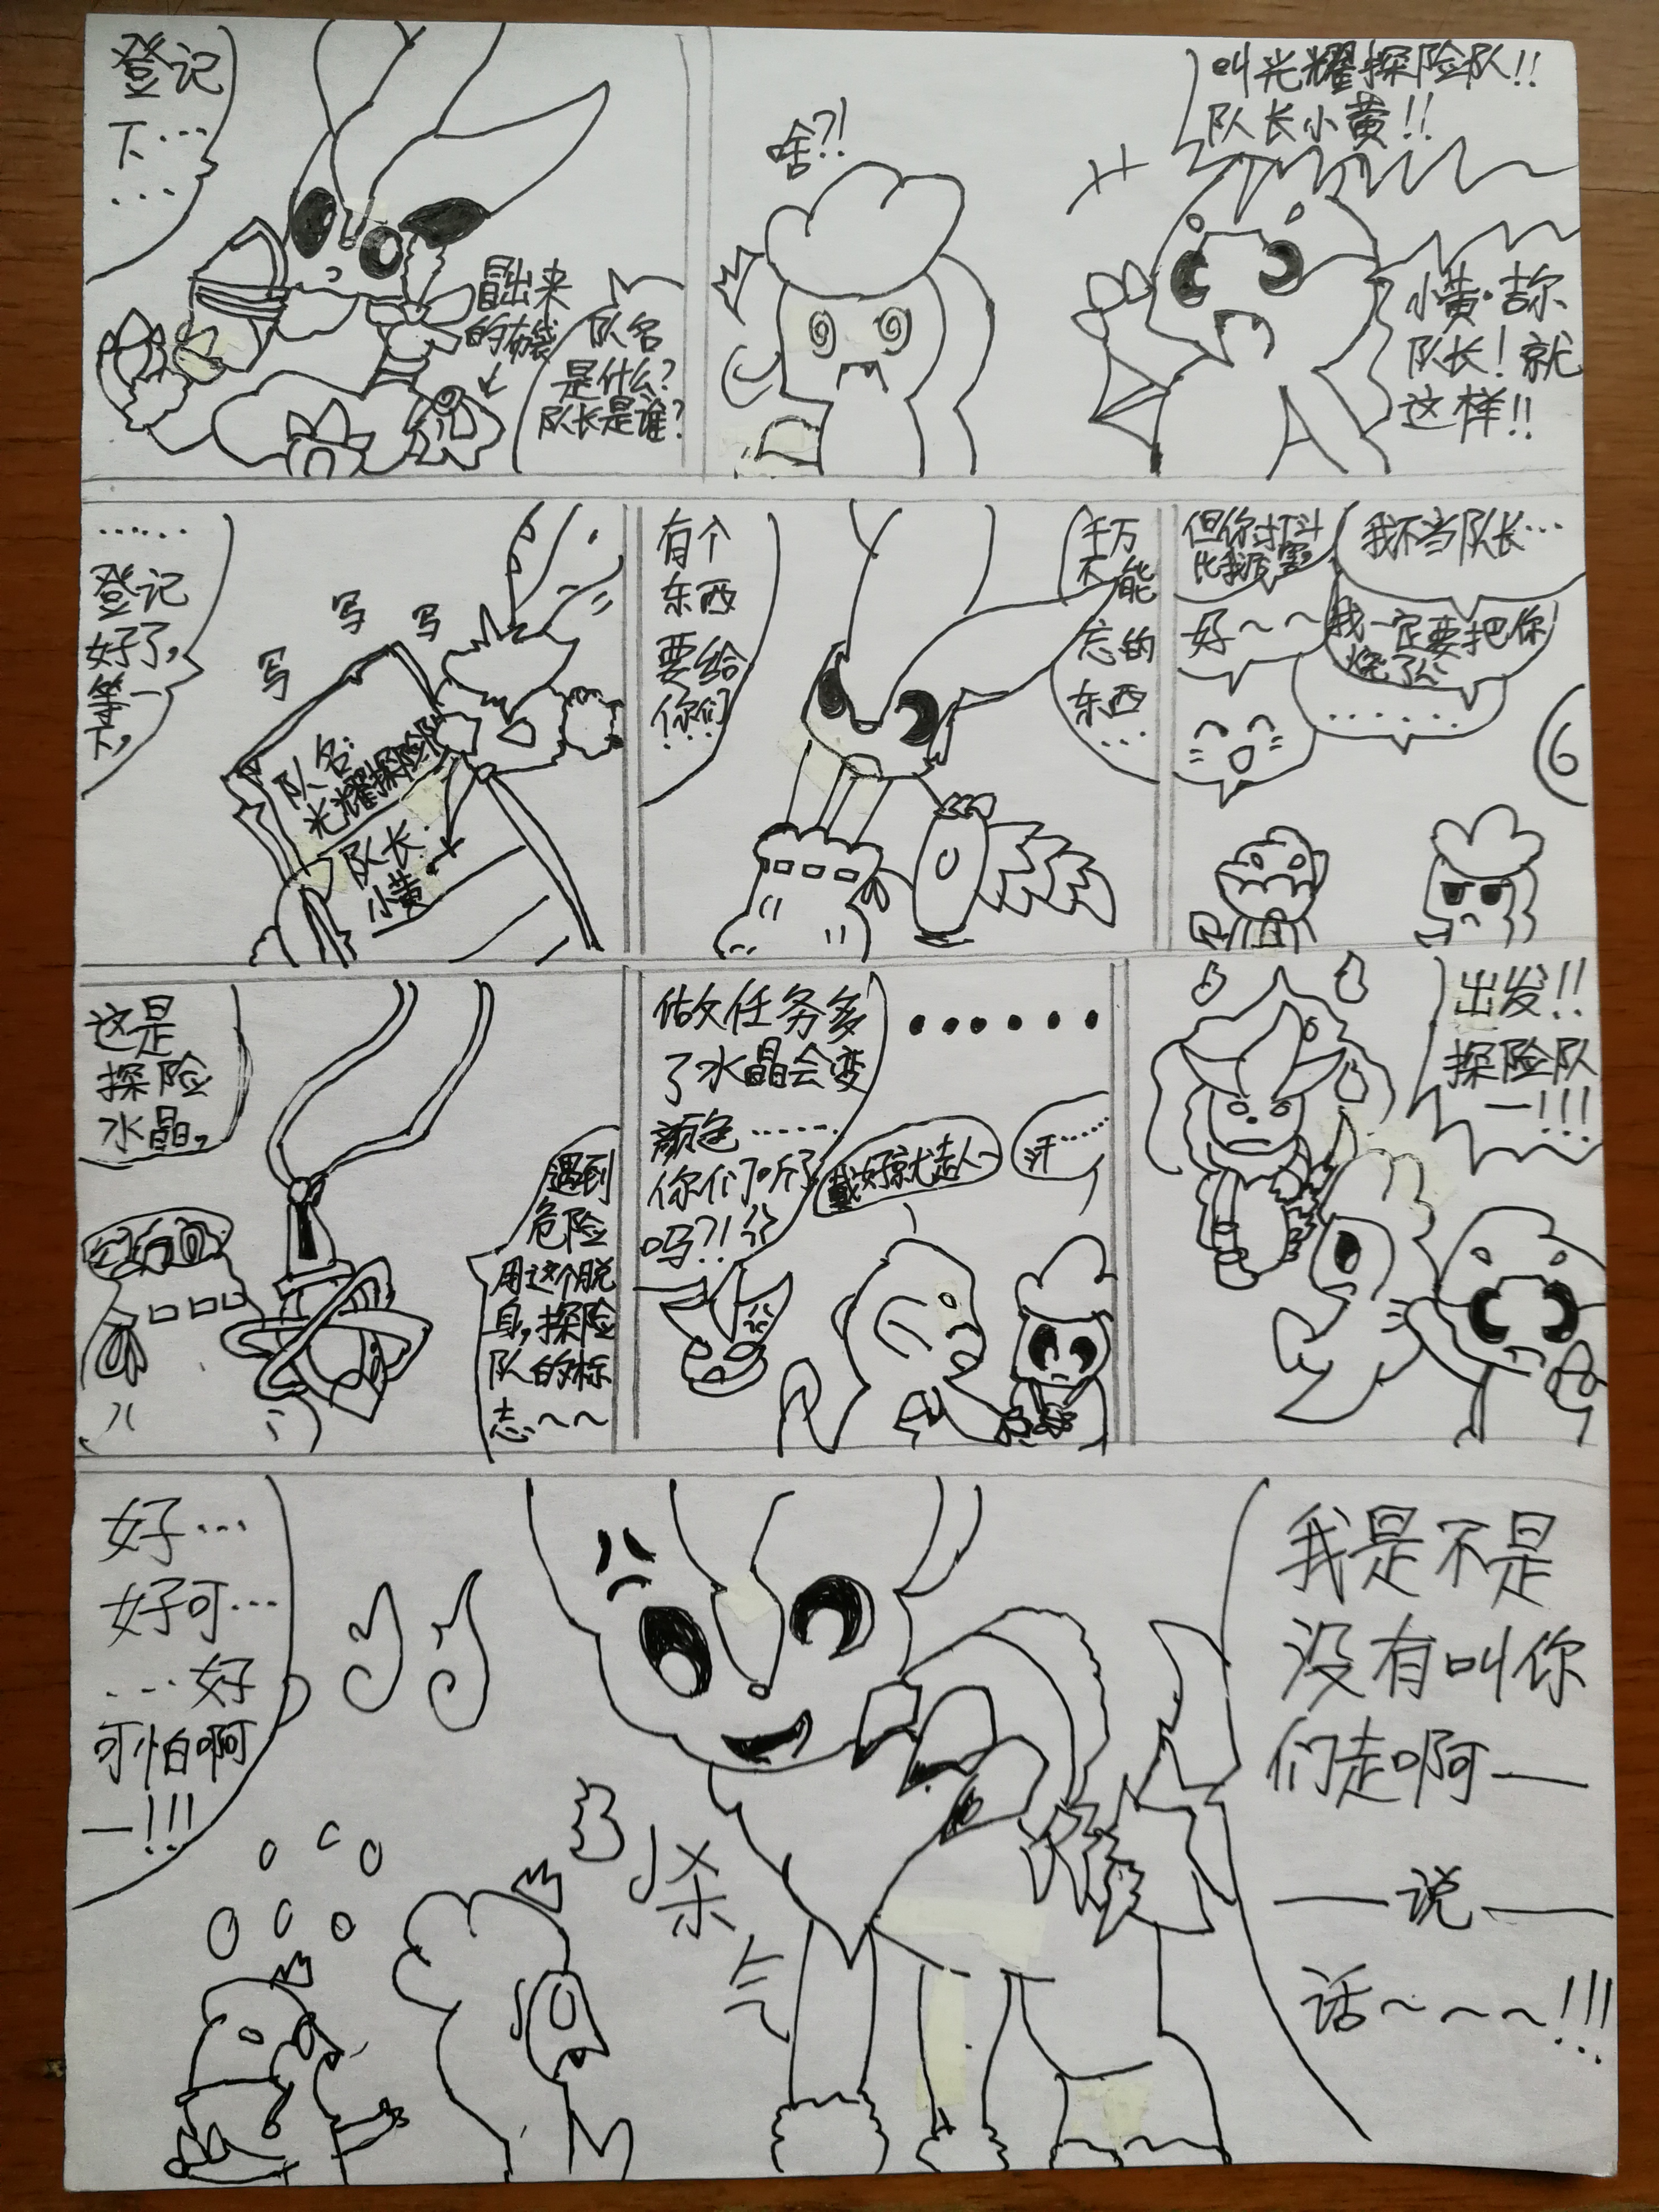 登记
下…
…
冒出来
的布袋
队名
是什么?
队长是谁?
啥?!
叫光耀探险队!!
队长小黄!!
小黄·吉尔
队长!就
这样!!
……
登记
好了,
等一
下,
写
写
写
队名:
光耀探险队
队长:
小黄
有个
东西
要给
你们
…
千万
不能
忘的
东西
…
但你打斗
比我厉害,
我不当队长…
好~~
我一定要把你
烧了
……
6
这是
探险
水晶,
遇到
危险
用这个脱
身,探险
队的标
志~~
做任务多
了水晶会变
颜色……
你们听了
吗?!
……
戴好就走人~
汗……
出发!!
探险队
一!!!
好…
好可…
…好
可怕啊
一!!!
杀
气
我是不是
没有叫你
们走啊—
—说—
话~~~!!!